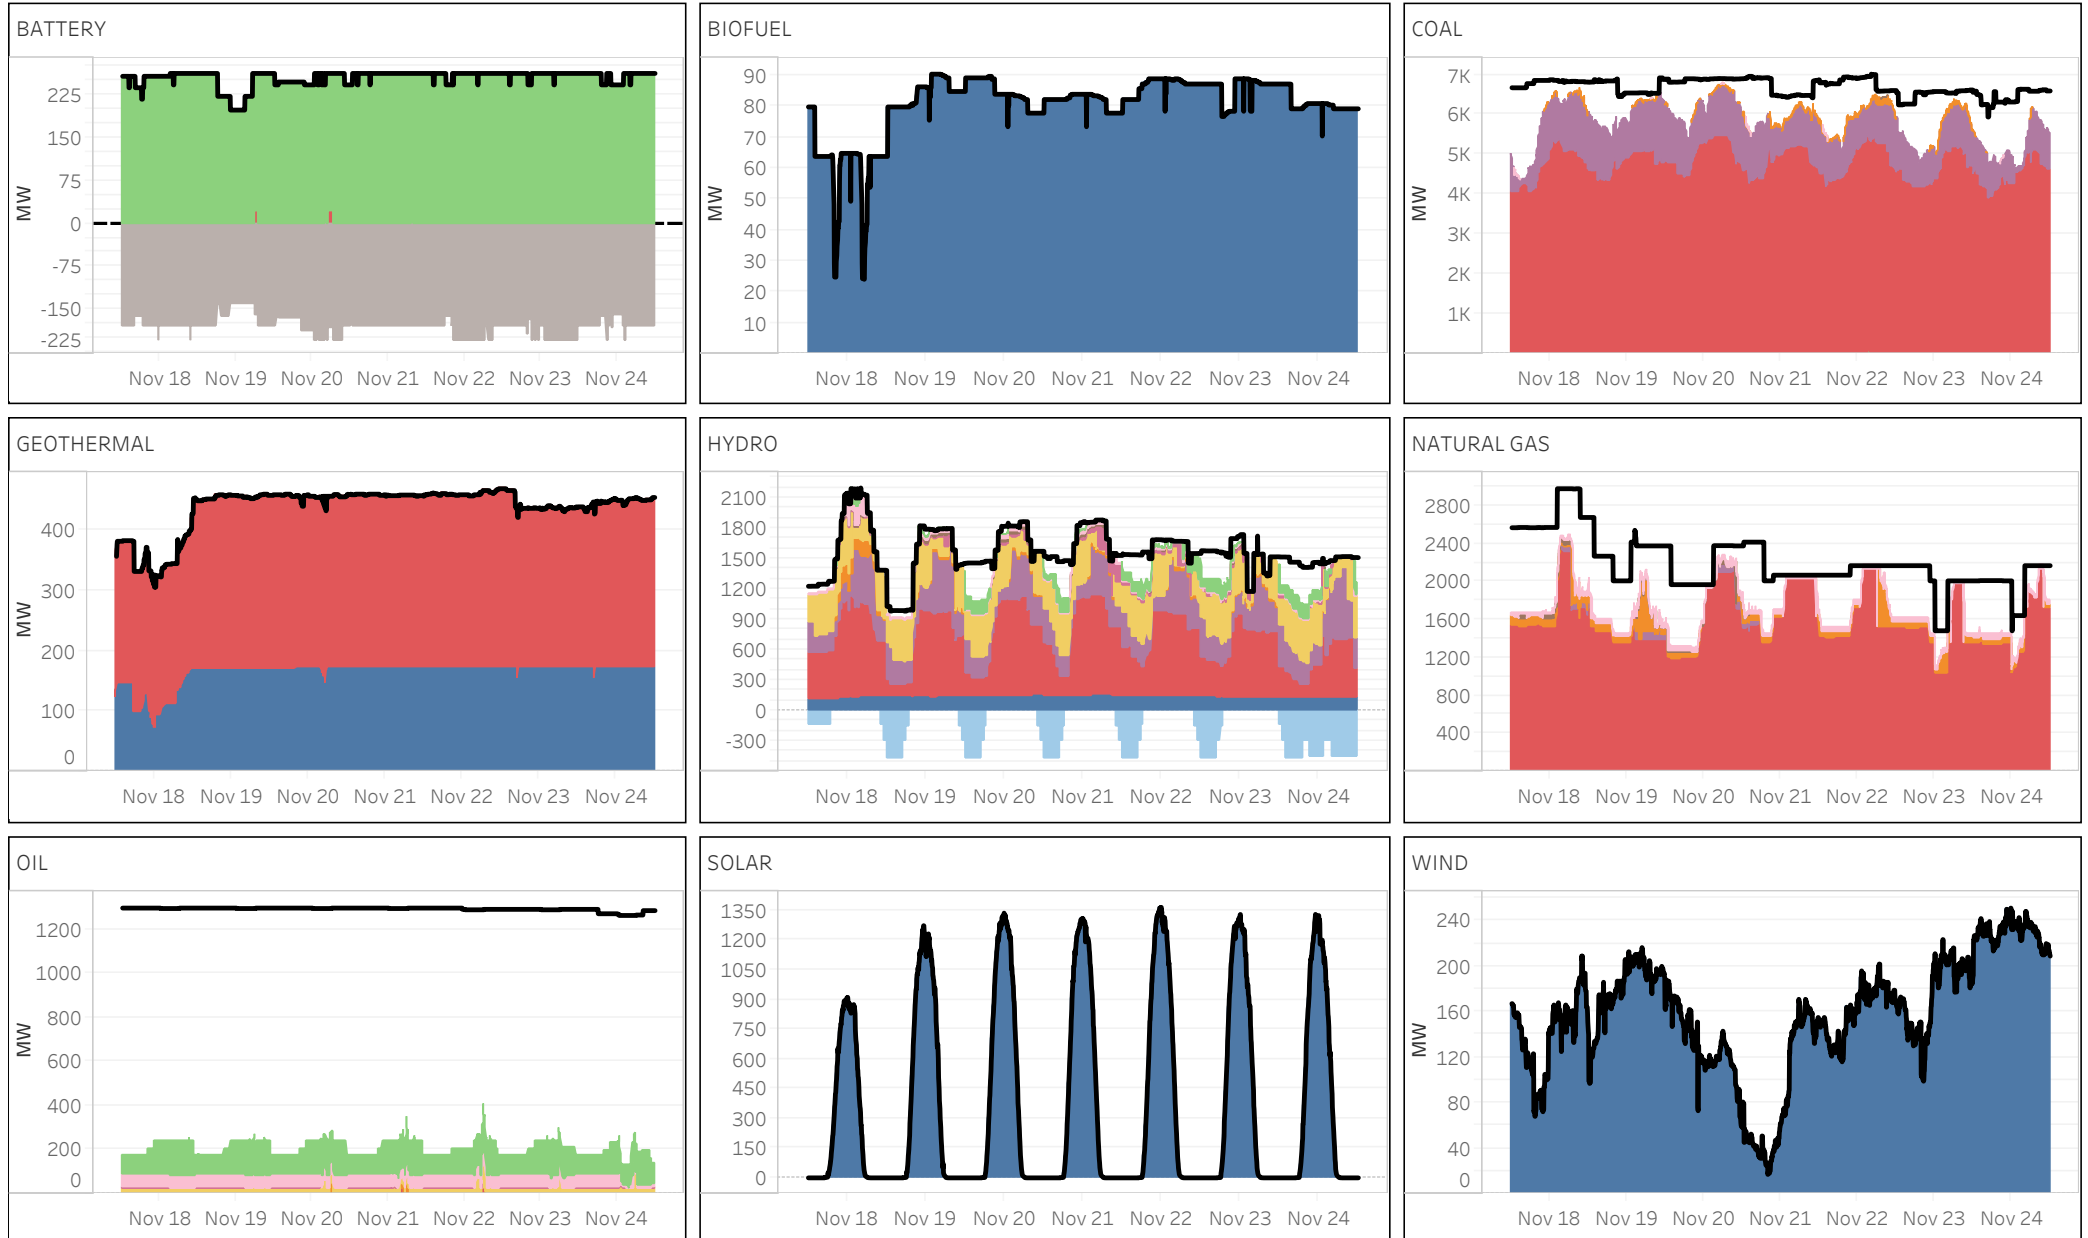 BATTERY
MW
225
150
75
0
-75
-150
-225
Nov 18 Nov 19 Nov 20 Nov 21 Nov 22 Nov 23 Nov 24
BIOFUEL
MW
90
80
70
60
50
40
30
20
10
Nov 18 Nov 19 Nov 20 Nov 21 Nov 22 Nov 23 Nov 24
COAL
MW
7K
6K
5K
4K
3K
2K
1K
Nov 18 Nov 19 Nov 20 Nov 21 Nov 22 Nov 23 Nov 24
GEOTHERMAL
MW
400
300
200
100
0
Nov 18 Nov 19 Nov 20 Nov 21 Nov 22 Nov 23 Nov 24
HYDRO
2100
1800
1500
1200
900
600
300
0
-300
Nov 18 Nov 19 Nov 20 Nov 21 Nov 22 Nov 23 Nov 24
NATURAL GAS
2800
2400
2000
1600
1200
800
400
Nov 18 Nov 19 Nov 20 Nov 21 Nov 22 Nov 23 Nov 24
OIL
MW
1200
1000
800
600
400
200
0
Nov 18 Nov 19 Nov 20 Nov 21 Nov 22 Nov 23 Nov 24
SOLAR
1350
1200
1050
900
750
600
450
300
150
0
Nov 18 Nov 19 Nov 20 Nov 21 Nov 22 Nov 23 Nov 24
WIND
MW
240
200
160
120
80
40
0
Nov 18 Nov 19 Nov 20 Nov 21 Nov 22 Nov 23 Nov 24